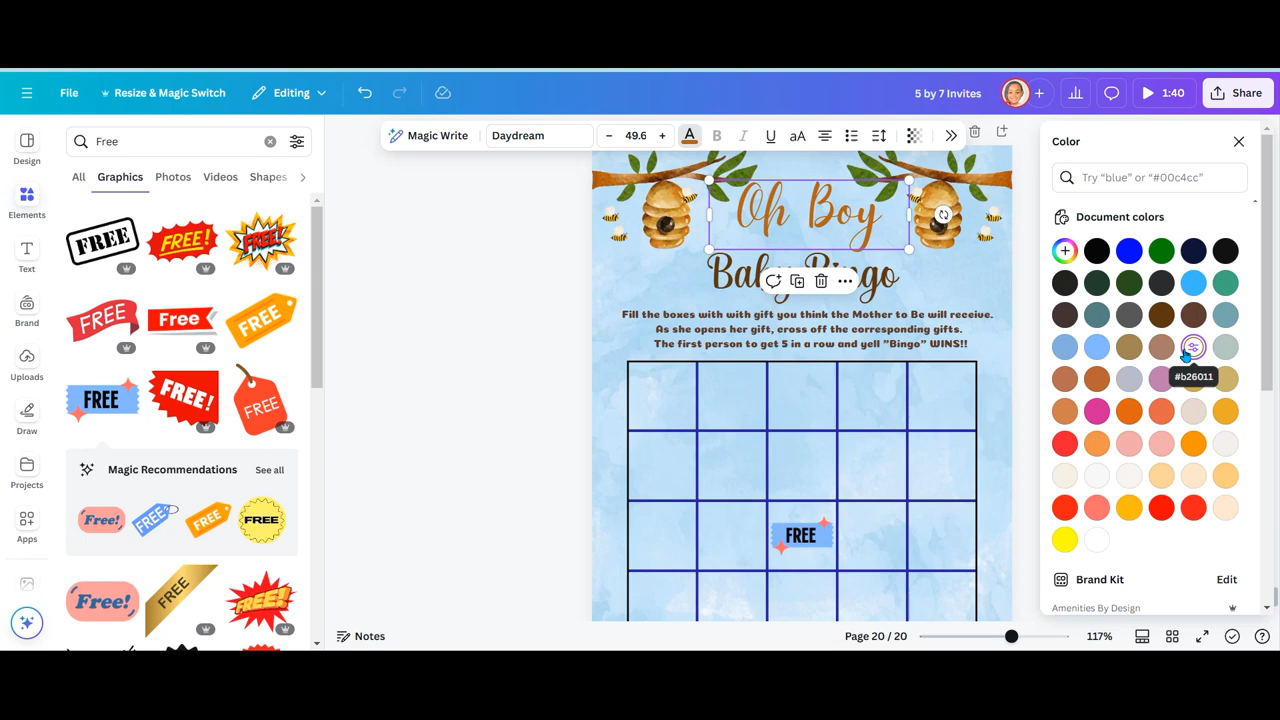 File
Resize & Magic Switch
Editing
5 by 7 Invites
1:40
Share
Design
Elements
Text
Brand
Uploads
Draw
Projects
Apps
Free
All
Graphics
Photos
Videos
Shapes
FREE
FREE!
FREE!
FREE
Free
FREE
FREE
FREE!
FREE
Magic Recommendations
See all
Free!
FREE
FREE
FREE
Free!
FREE
FREE!
Magic Write
Daydream
– 49.6 +
A
B
I
U
aA
Oh Boy
Baby Bingo
Fill the boxes with with gift you think the Mother to Be will receive.
As she opens her gift, cross off the corresponding gifts.
The first person to get 5 in a row and yell "Bingo" WINS!!
FREE
Notes
Page 20 / 20
117%
Color
Try “blue” or “#00c4cc”
Document colors
#b26011
Brand Kit
Edit
Amenities By Design